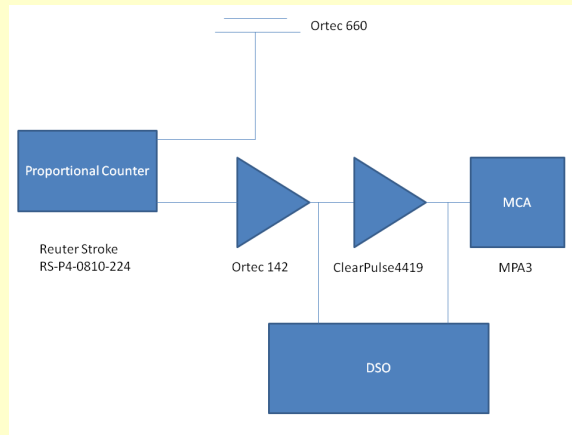 Ortec 660
Proportional Counter
MCA
Reuter Stroke
RS-P4-0810-224
Ortec 142
ClearPulse4419
MPA3
DSO